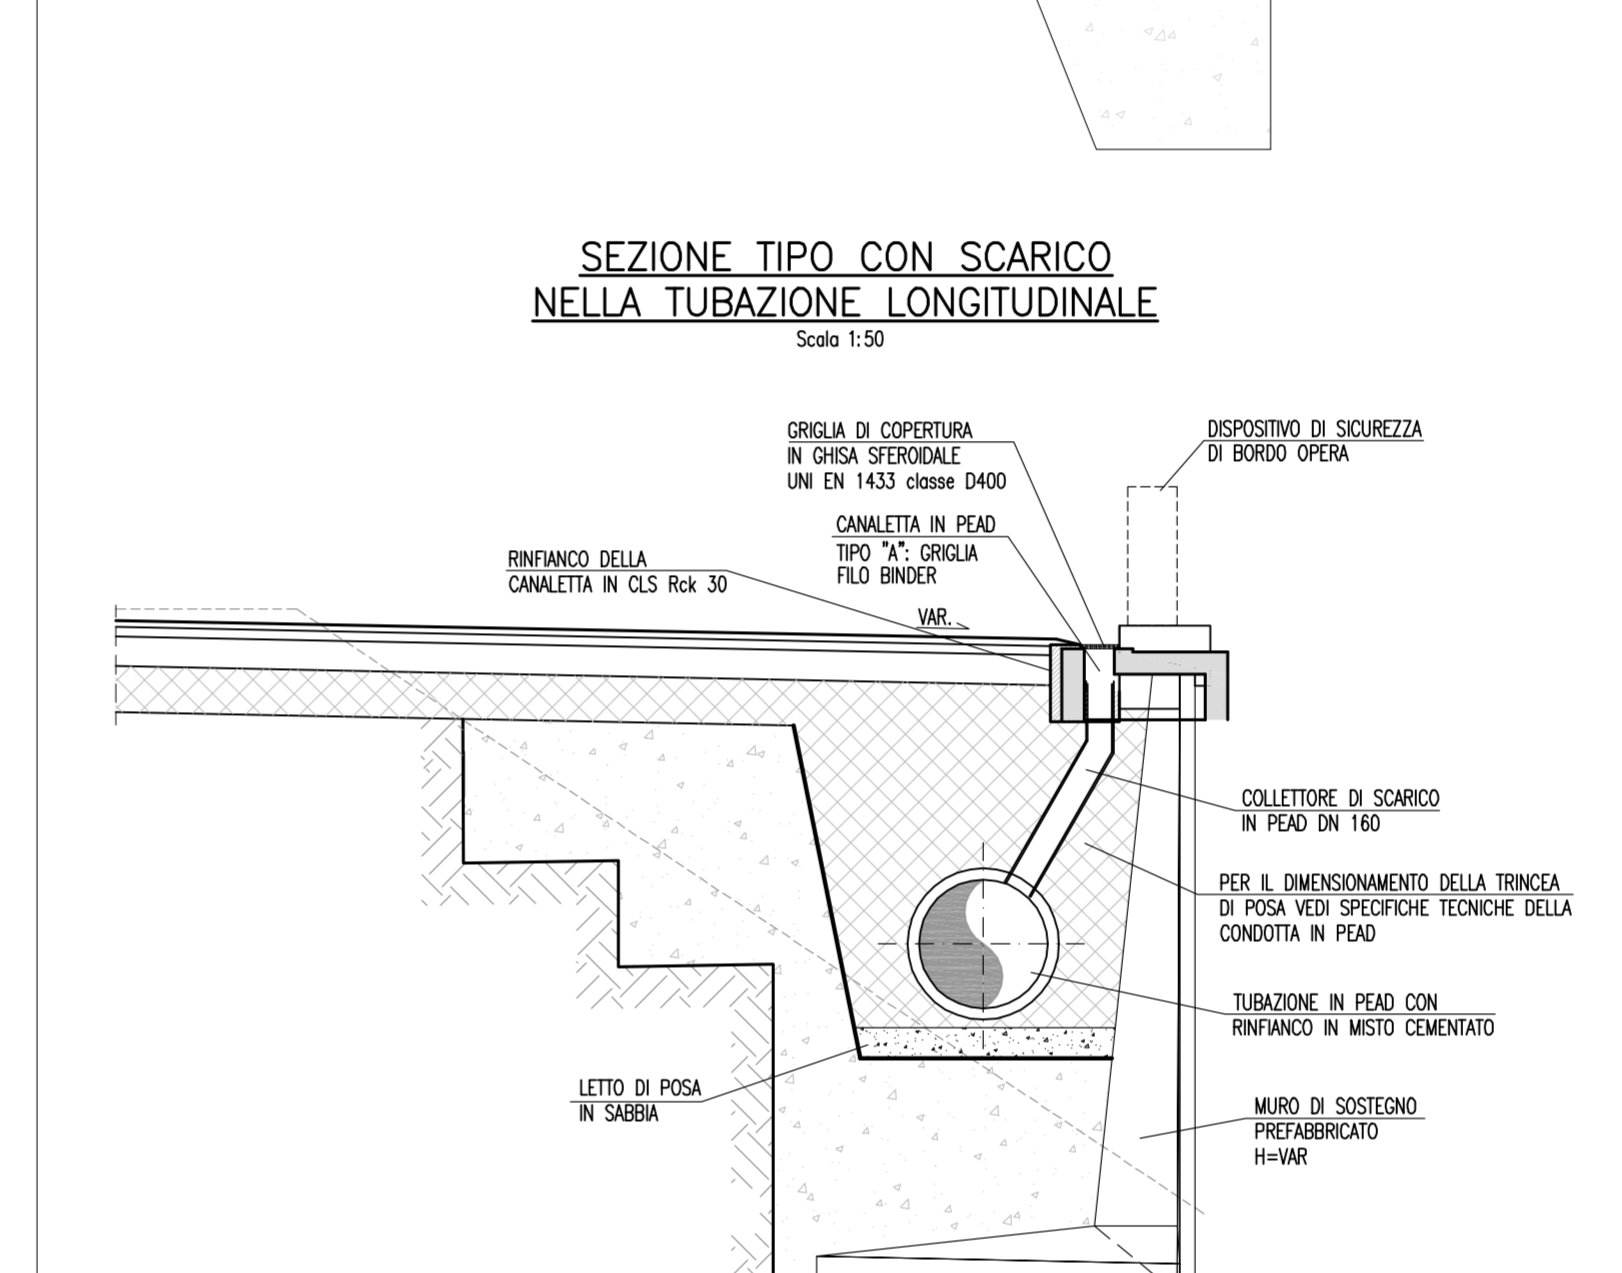 SEZIONE TIPO CON SCARICO
NELLA TUBAZIONE LONGITUDINALE
Scala 1:50
GRIGLIA DI COPERTURA
IN GHISA SFEROIDALE
UNI EN 1433 classe D400
DISPOSITIVO DI SICUREZZA
DI BORDO OPERA
CANALETTA IN PEAD
TIPO "A": GRIGLIA
FILO BINDER
RINFIANCO DELLA
CANALETTA IN CLS Rck 30
VAR.
COLLETTORE DI SCARICO
IN PEAD DN 160
PER IL DIMENSIONAMENTO DELLA TRINCEA
DI POSA VEDI SPECIFICHE TECNICHE DELLA
CONDOTTA IN PEAD
TUBAZIONE IN PEAD CON
RINFIANCO IN MISTO CEMENTATO
LETTO DI POSA
IN SABBIA
MURO DI SOSTEGNO
PREFABBRICATO
H=VAR